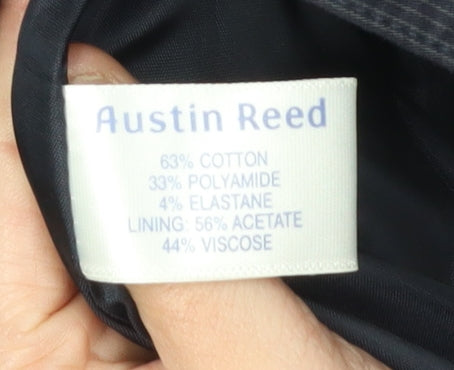 Austin Reed
63% COTTON
33% POLYAMIDE
4% ELASTANE
LINING: 56% ACETATE
44% VISCOSE